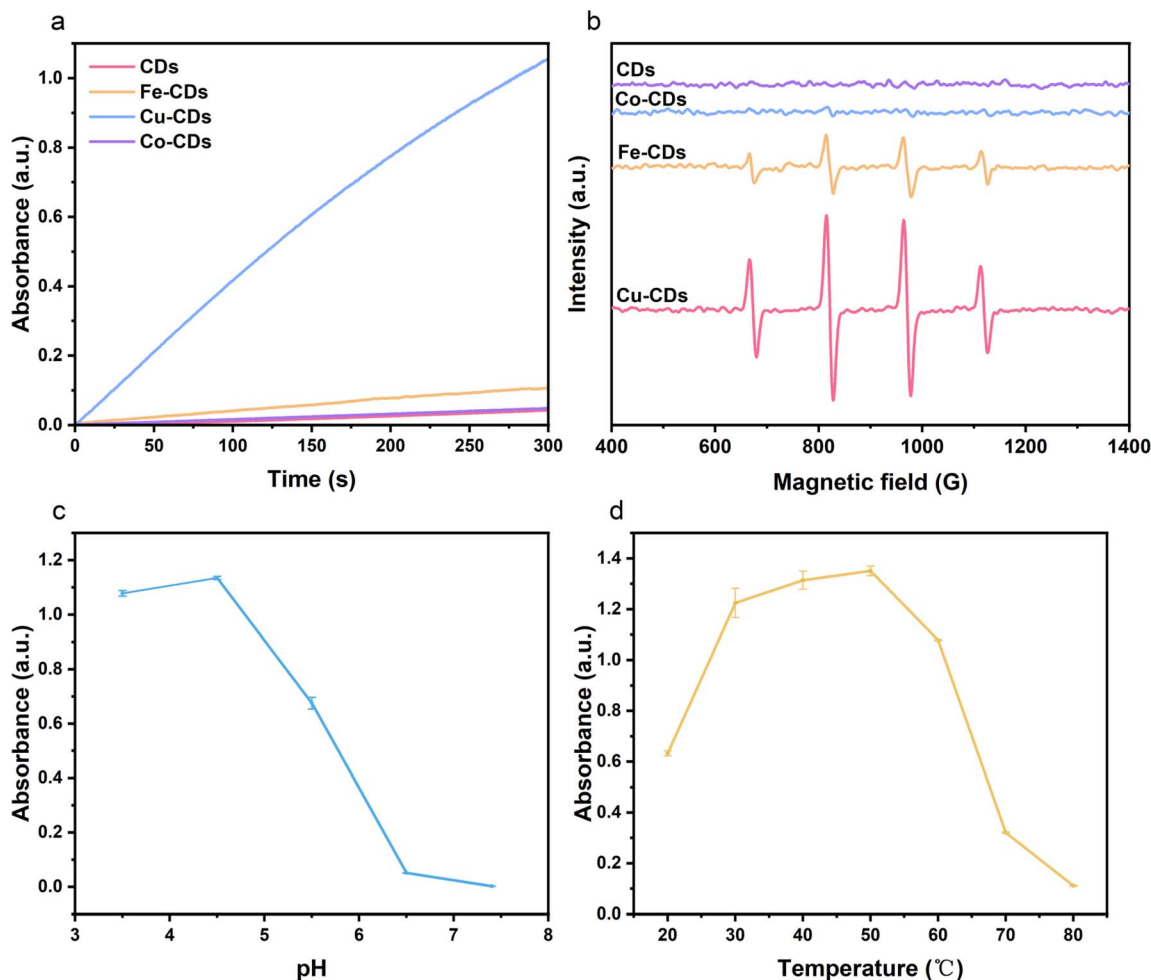 a
CDs
Fe-CDs
Cu-CDs
Co-CDs
Absorbance (a.u.)
1.0
0.8
0.6
0.4
0.2
0.0
0 50 100 150 200 250 300
Time (s)
b
CDs
Co-CDs
Fe-CDs
Cu-CDs
Intensity (a.u.)
400 600 800 1000 1200 1400
Magnetic field (G)
c
Absorbance (a.u.)
1.2
1.0
0.8
0.6
0.4
0.2
0.0
3 4 5 6 7 8
pH
d
Absorbance (a.u.)
1.4
1.2
1.0
0.8
0.6
0.4
0.2
0.0
20 30 40 50 60 70 80
Temperature (℃)